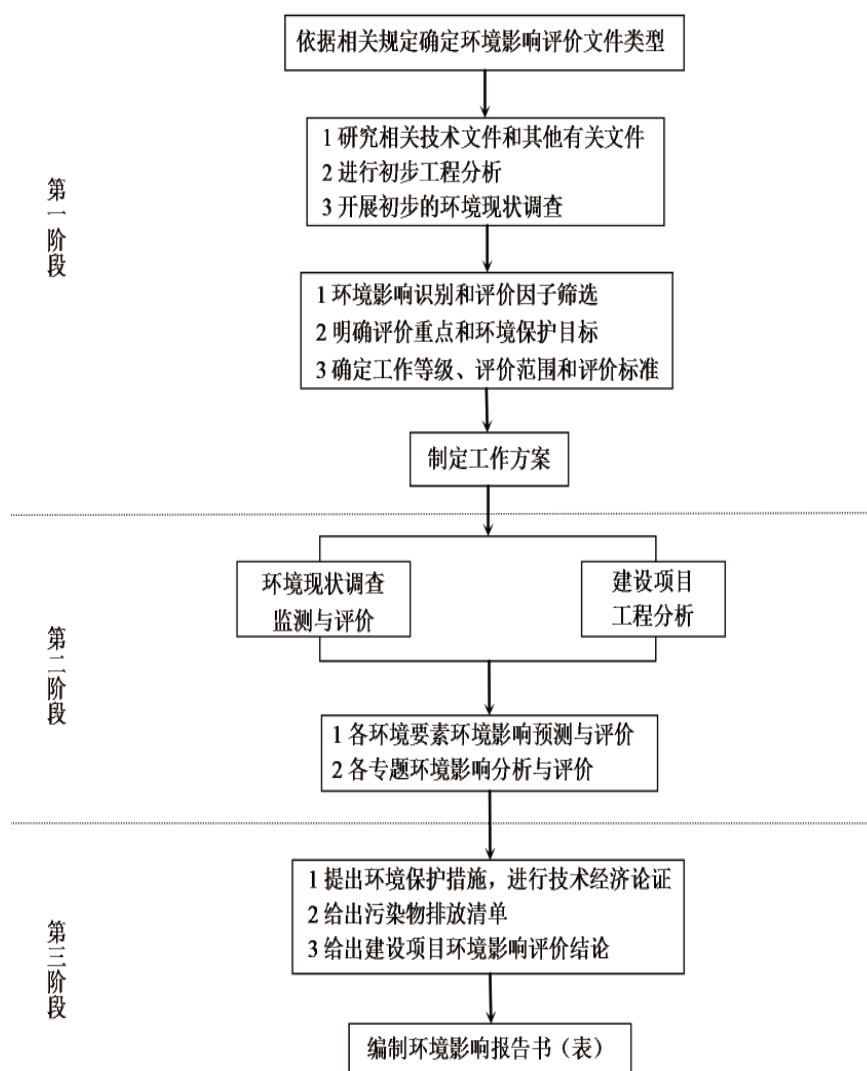 依据相关规定确定环境影响评价文件类型
1 研究相关技术文件和其他有关文件
2 进行初步工程分析
3 开展初步的环境现状调查
第一阶段
1 环境影响识别和评价因子筛选
2 明确评价重点和环境保护目标
3 确定工作等级、评价范围和评价标准
制定工作方案
环境现状调查
监测与评价
建设项目
工程分析
第二阶段
1 各环境要素环境影响预测与评价
2 各专题环境影响分析与评价
1 提出环境保护措施，进行技术经济论证
2 给出污染物排放清单
3 给出建设项目环境影响评价结论
第三阶段
编制环境影响报告书（表）